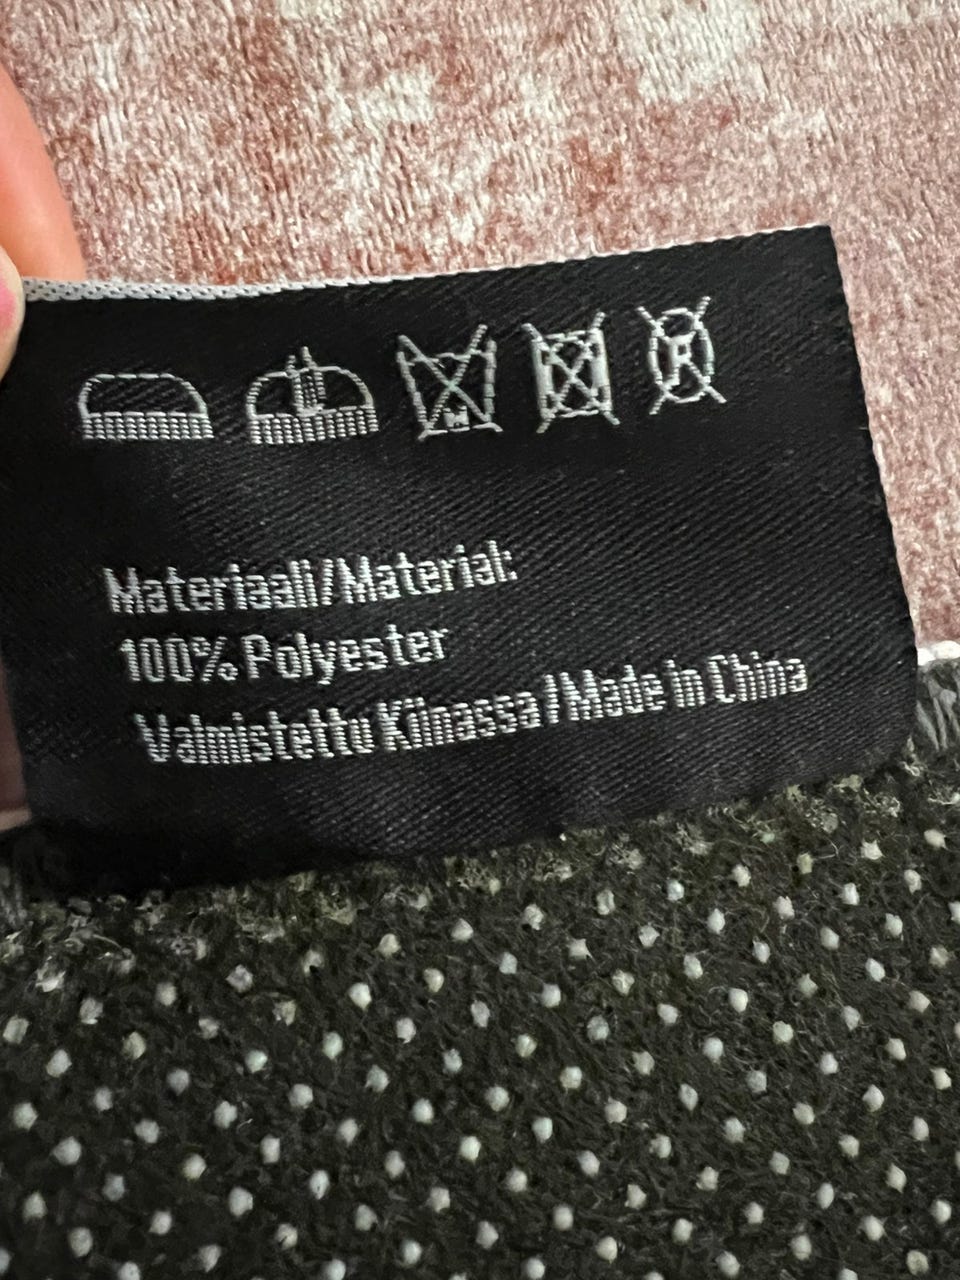 Materiaali/Material:
100% Polyester
Valmistettu Kiinassa / Made in China